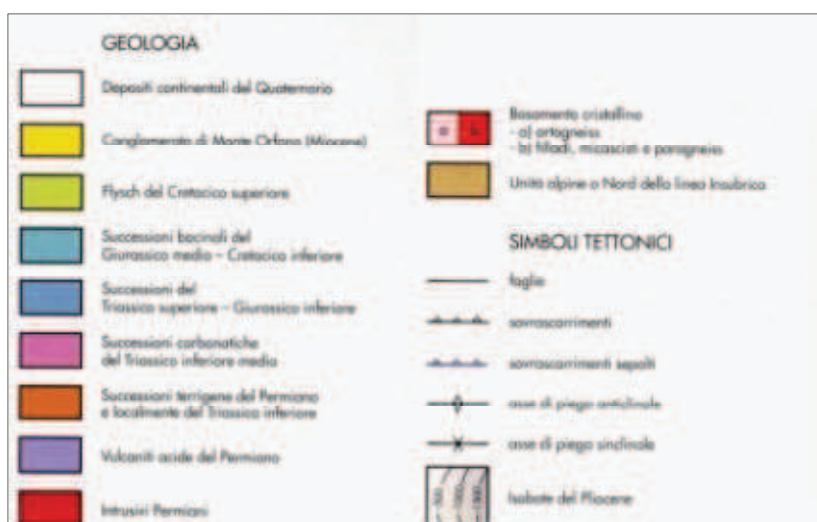 GEOLOGIA
Depositi continentali del Quaternario
Conglomerato di Monte Orfano (Miocene)
Flysch del Cretacico superiore
Successioni bacinali del
Giurassico medio – Cretacico inferiore
Successioni del
Triassico superiore – Giurassico inferiore
Successioni carbonatiche
del Triassico inferiore medio
Successioni terrigene del Permiano
e localmente del Triassico inferiore
Vulcaniti acide del Permiano
Intrusivi Permiani
a b
Basamento cristallino
- a) ortogneiss
- b) filladi, micascisti e paragneiss
Unità alpine a Nord della linea Insubrica
SIMBOLI TETTONICI
faglie
sovrascorrimenti
sovrascorrimenti sepolti
asse di piega anticlinale
asse di piega sinclinale
Isobate del Pliocene